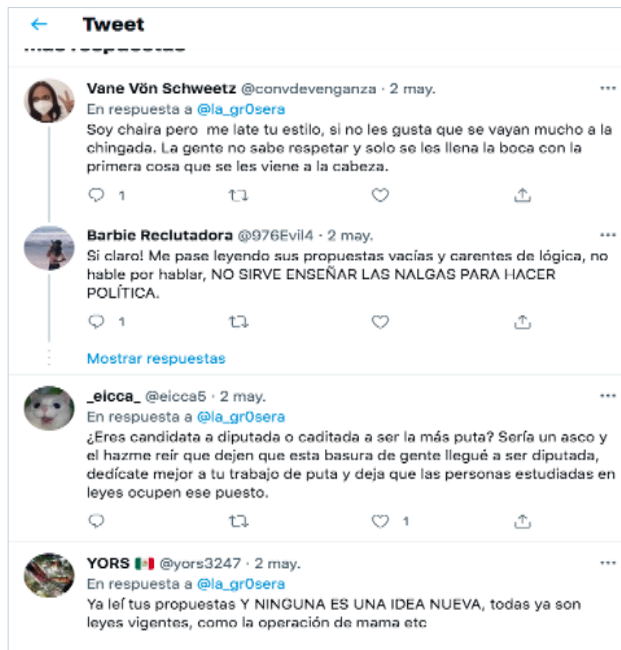 Tweet
Vane Vön Schweetz @convdevenganza · 2 may.
En respuesta a @la_gr0sera
Soy chaira pero me late tu estilo, si no les gusta que se vayan mucho a la
chingada. La gente no sabe respetar y solo se les llena la boca con la
primera cosa que se les viene a la cabeza.
1
Barbie Reclutadora @976Evil4 · 2 may.
Si claro! Me pase leyendo sus propuestas vacías y carentes de lógica, no
hable por hablar, NO SIRVE ENSEÑAR LAS NALGAS PARA HACER
POLÍTICA.
1
Mostrar respuestas
_eicca_ @eicca5 · 2 may.
En respuesta a @la_gr0sera
¿Eres candidata a diputada o caditada a ser la más puta? Sería un asco y
el hazme reír que dejen que esta basura de gente llegué a ser diputada,
dedícate mejor a tu trabajo de puta y deja que las personas estudiadas en
leyes ocupen ese puesto.
1
YORS 🇲🇽 @yors3247 · 2 may.
En respuesta a @la_gr0sera
Ya leí tus propuestas Y NINGUNA ES UNA IDEA NUEVA, todas ya son
leyes vigentes, como la operación de mama etc